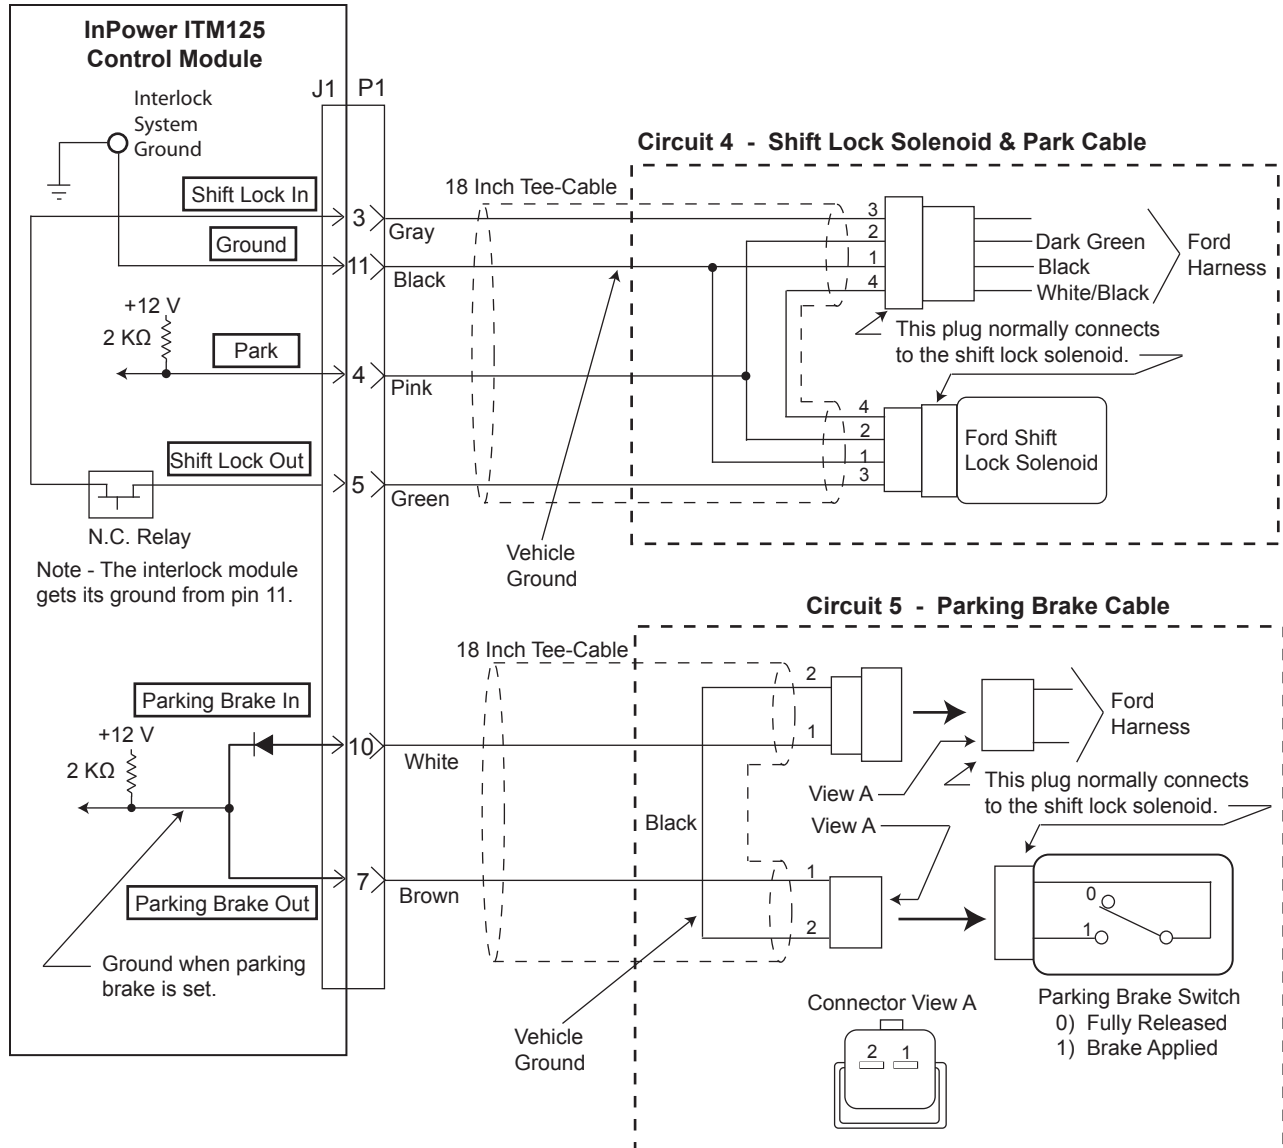 InPower ITM125
Control Module
J1 P1
Interlock
System
Ground
Circuit 4 - Shift Lock Solenoid & Park Cable
Shift Lock In
18 Inch Tee-Cable
3
Gray
3
2
1
4
Dark Green
Black
White/Black
Ford
Harness
Ground
11
Black
This plug normally connects
to the shift lock solenoid.
+12 V
2 KΩ
Park
4
Pink
4
2
1
3
Ford Shift
Lock Solenoid
Shift Lock Out
5
Green
N.C. Relay
Vehicle
Ground
Note - The interlock module
gets its ground from pin 11.
Circuit 5 - Parking Brake Cable
18 Inch Tee-Cable
2
1
Ford
Harness
Parking Brake In
+12 V
2 KΩ
10
White
View A
View A
This plug normally connects
to the shift lock solenoid.
Black
7
Brown
1
2
0
1
Parking Brake Out
Ground when parking
brake is set.
Vehicle
Ground
Connector View A
2 1
Parking Brake Switch
0) Fully Released
1) Brake Applied